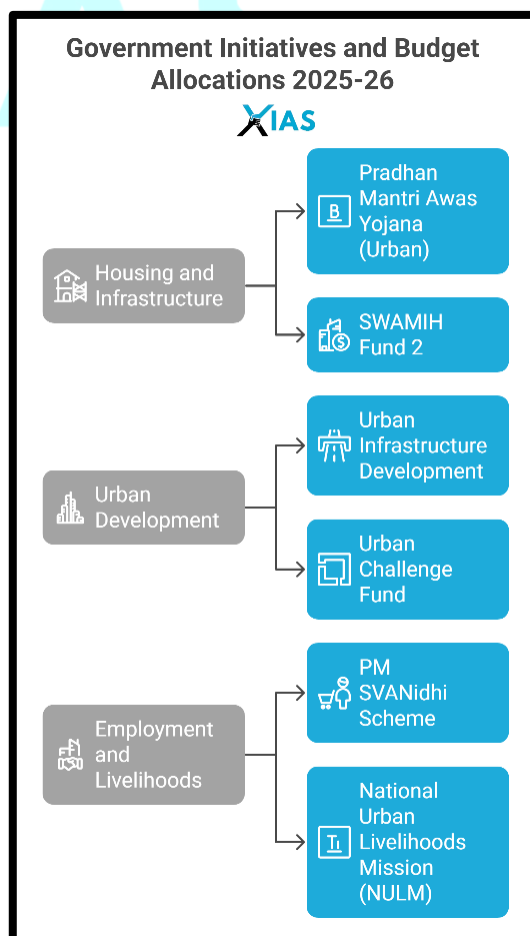 Government Initiatives and Budget
Allocations 2025-26
XIAS
Pradhan
Mantri Awas
Yojana
(Urban)
Housing and
Infrastructure
SWAMIH
Fund 2
Urban
Infrastructure
Development
Urban
Development
Urban
Challenge
Fund
PM
SVANidhi
Scheme
Employment
and
Livelihoods
National
Urban
Livelihoods
Mission
(NULM)